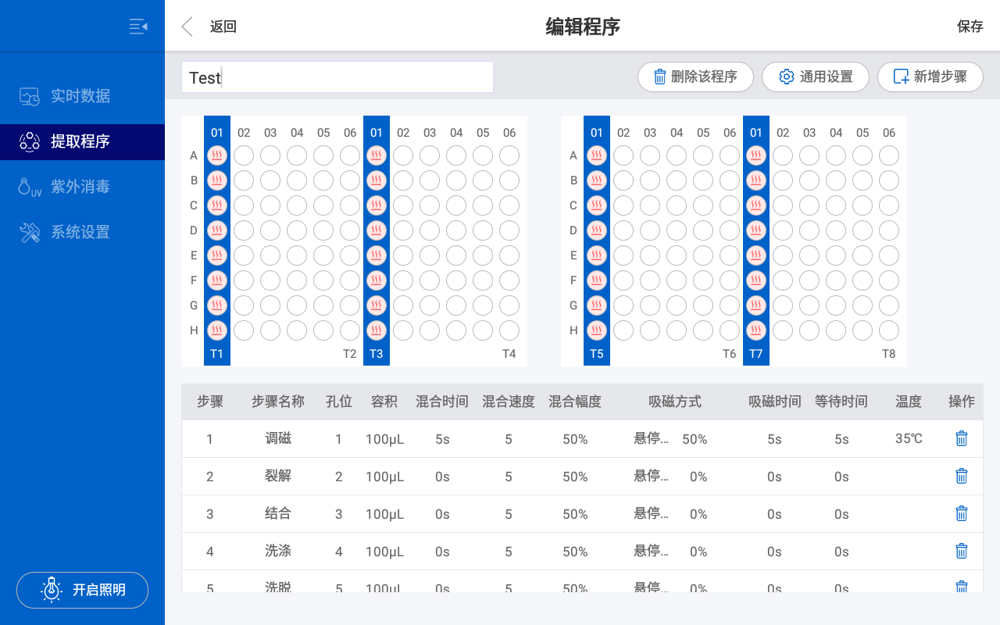 返回
编辑程序
保存
Test
删除该程序
通用设置
新增步骤
实时数据
提取程序
UV
紫外消毒
系统设置
开启照明
01 02 03 04 05 06 01 02 03 04 05 06
A
B
C
D
E
F
G
H
T1 T2 T3 T4
01 02 03 04 05 06 01 02 03 04 05 06
A
B
C
D
E
F
G
H
T5 T6 T7 T8
步骤 步骤名称 孔位 容积 混合时间 混合速度 混合幅度 吸磁方式 吸磁时间 等待时间 温度 操作
1 调磁 1 100μL 5s 5 50% 悬停... 50% 5s 5s 35℃
2 裂解 2 100μL 0s 5 50% 悬停... 0% 0s 0s
3 结合 3 100μL 0s 5 50% 悬停... 0% 0s 0s
4 洗涤 4 100μL 0s 5 50% 悬停... 0% 0s 0s
5 洗脱 5 100μL 0s 5 50% 悬停... 0% 0s 0s